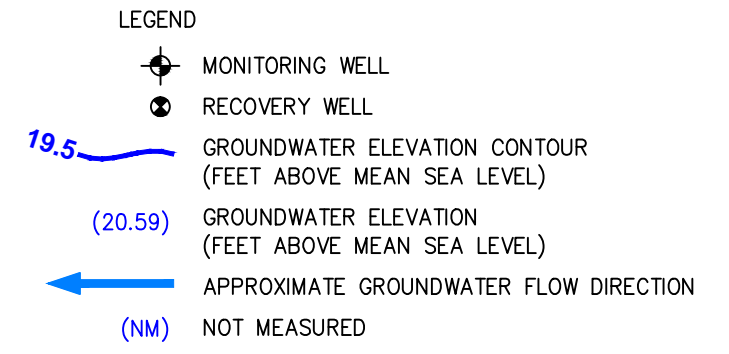 LEGEND
MONITORING WELL
RECOVERY WELL
19.5 GROUNDWATER ELEVATION CONTOUR
(FEET ABOVE MEAN SEA LEVEL)
(20.59) GROUNDWATER ELEVATION
(FEET ABOVE MEAN SEA LEVEL)
APPROXIMATE GROUNDWATER FLOW DIRECTION
(NM) NOT MEASURED